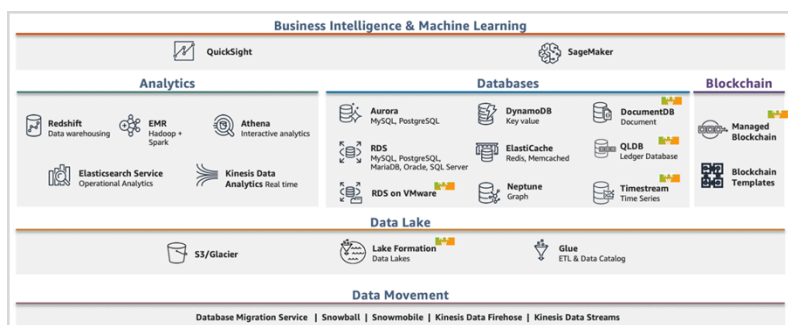 Business Intelligence & Machine Learning
QuickSight
SageMaker
Analytics
Redshift
Data warehousing
EMR
Hadoop +
Spark
Athena
Interactive analytics
Elasticsearch Service
Operational Analytics
Kinesis Data
Analytics Real time
Databases
Aurora
MySQL, PostgreSQL
DynamoDB
Key value
DocumentDB
Document
RDS
MySQL, PostgreSQL,
MariaDB, Oracle, SQL Server
ElastiCache
Redis, Memcached
QLDB
Ledger Database
RDS on VMware
Neptune
Graph
Timestream
Time Series
Blockchain
Managed
Blockchain
Blockchain
Templates
Data Lake
S3/Glacier
Lake Formation
Data Lakes
Glue
ETL & Data Catalog
Data Movement
Database Migration Service | Snowball | Snowmobile | Kinesis Data Firehose | Kinesis Data Streams